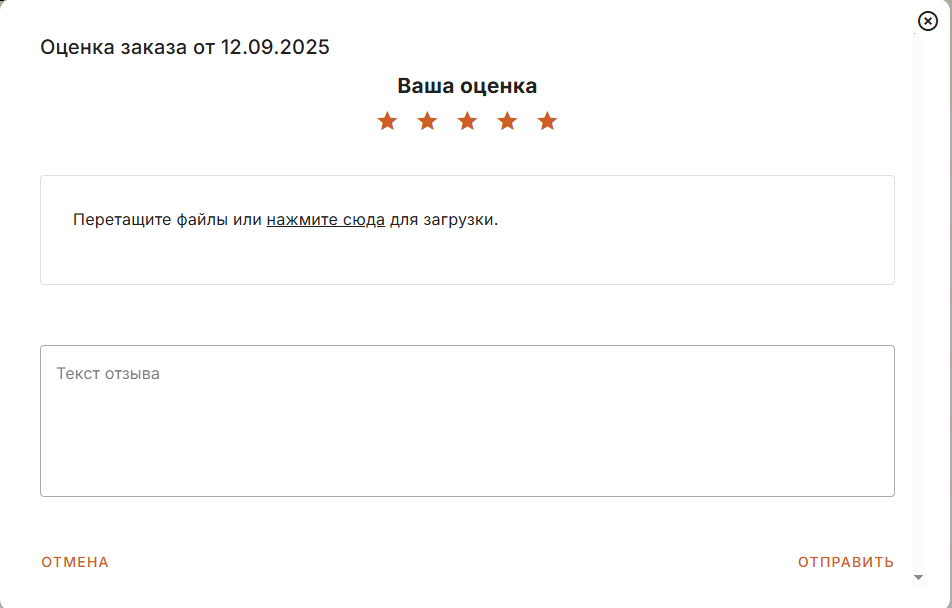 Оценка заказа от 12.09.2025
Ваша оценка
Перетащите файлы или нажмите сюда для загрузки.
Текст отзыва
ОТМЕНА
ОТПРАВИТЬ